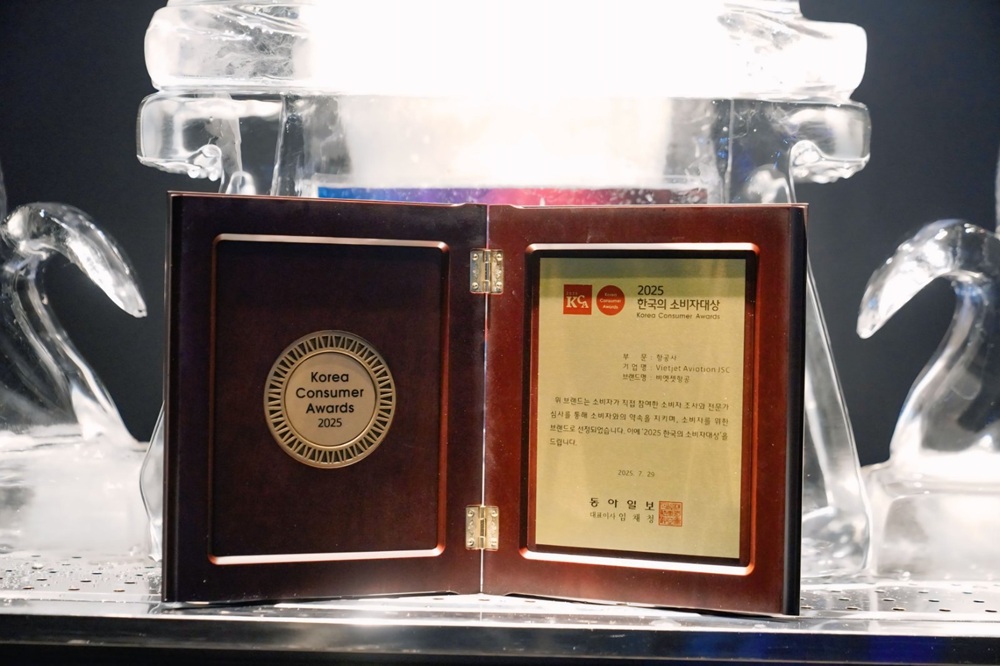 Korea
Consumer
Awards
2025
KCA
Korea
Consumer
Awards
2025
한국의 소비자대상
Korea Consumer Awards
부 문 : 항공사
기 업 명 : Vietjet Aviation JSC
브랜드명 : 비엣젯항공
위 브랜드는 소비자가 직접 참여한 소비자 조사와 전문가
심사를 통해 소비자와의 약속을 지키며, 소비자를 위한
브랜드로 선정되었습니다. 이에 '2025 한국의 소비자대상'을
드립니다.
2025. 7. 29.
동아일보
대표이사 임 채 청